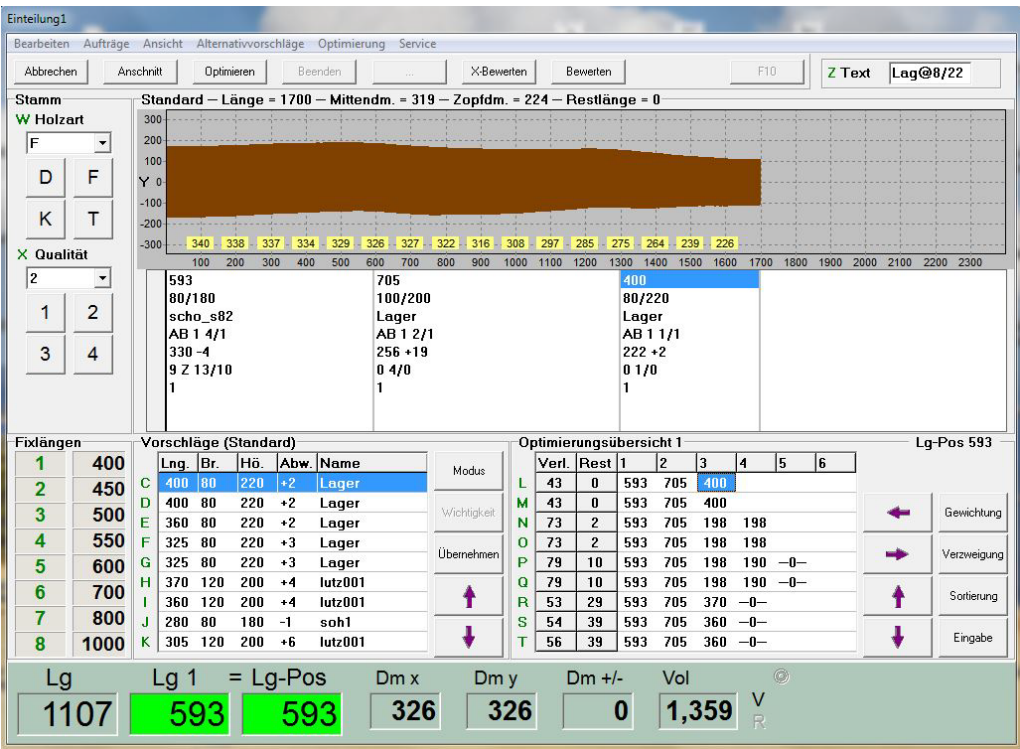 Einteilung1
Bearbeiten Aufträge Ansicht Alternativvorschläge Optimierung Service
Abbrechen Anschnitt Optimieren Beenden ... X-Bewerten Bewerten F10 Z Text Lag@8/22
Stamm
W Holzart
F
D F
K T
X Qualität
2
1 2
3 4
Standard – Länge = 1700 – Mittendm. = 319 – Zopfdm. = 224 – Restlänge = 0
300
200
100
Y 0
-100
-200
-300
340 338 337 334 329 326 327 322 316 308 297 285 275 264 239 226
100 200 300 400 500 600 700 800 900 1000 1100 1200 1300 1400 1500 1600 1700 1800 1900 2000 2100 2200 2300
593 705 400
80/180 100/200 80/220
scho_s82 Lager Lager
AB 1 4/1 AB 1 2/1 AB 1 1/1
330 -4 256 +19 222 +2
9 Z 13/10 0 4/0 0 1/0
1 1 1
Fixlängen
1 400
2 450
3 500
4 550
5 600
6 700
7 800
8 1000
Vorschläge (Standard)
Lng. Br. Hö. Abw. Name
C 400 80 220 +2 Lager
D 400 80 220 +2 Lager
E 360 80 220 +2 Lager
F 325 80 220 +3 Lager
G 325 80 220 +3 Lager
H 370 120 200 +4 lutz001
I 360 120 200 +4 lutz001
J 280 80 180 -1 soh1
K 305 120 200 +6 lutz001
Modus
Wichtigkeit
Übernehmen
Optimierungsübersicht 1 Lg-Pos 593
Verl. Rest 1 2 3 4 5 6
L 43 0 593 705 400
M 43 0 593 705 400
N 73 2 593 705 198 198
O 73 2 593 705 198 198
P 79 10 593 705 198 190 –0–
Q 79 10 593 705 198 190 –0–
R 53 29 593 705 370 –0–
S 54 39 593 705 360 –0–
T 56 39 593 705 360 –0–
Gewichtung
Verzweigung
Sortierung
Eingabe
Lg Lg 1 = Lg-Pos Dm x Dm y Dm +/- Vol
1107 593 593 326 326 0 1,359 V
R